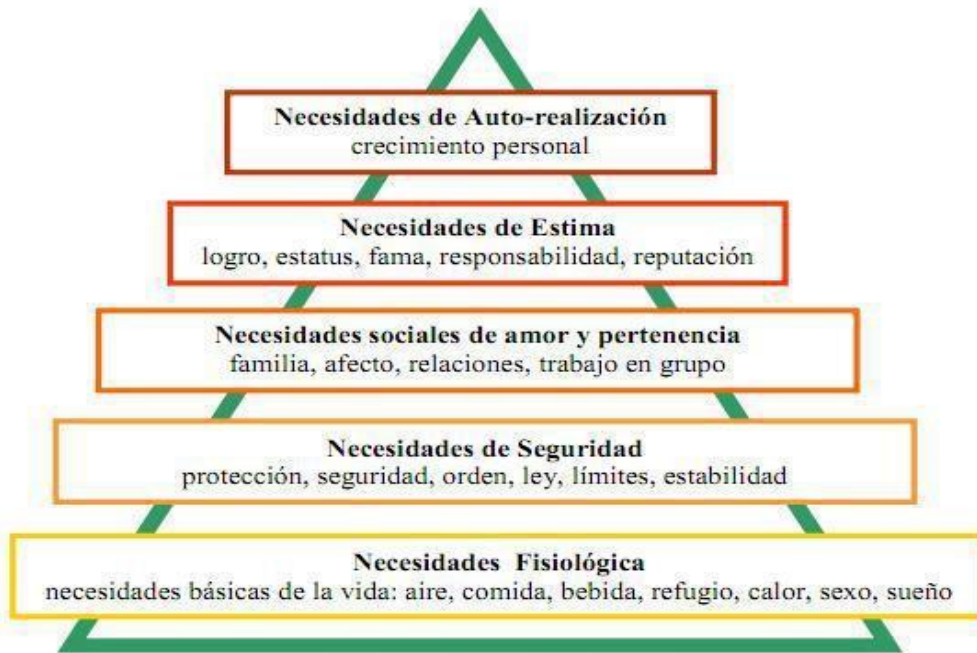 Necesidades de Auto-realización
crecimiento personal
Necesidades de Estima
logro, estatus, fama, responsabilidad, reputación
Necesidades sociales de amor y pertenencia
familia, afecto, relaciones, trabajo en grupo
Necesidades de Seguridad
protección, seguridad, orden, ley, límites, estabilidad
Necesidades Fisiológica
necesidades básicas de la vida: aire, comida, bebida, refugio, calor, sexo, sueño